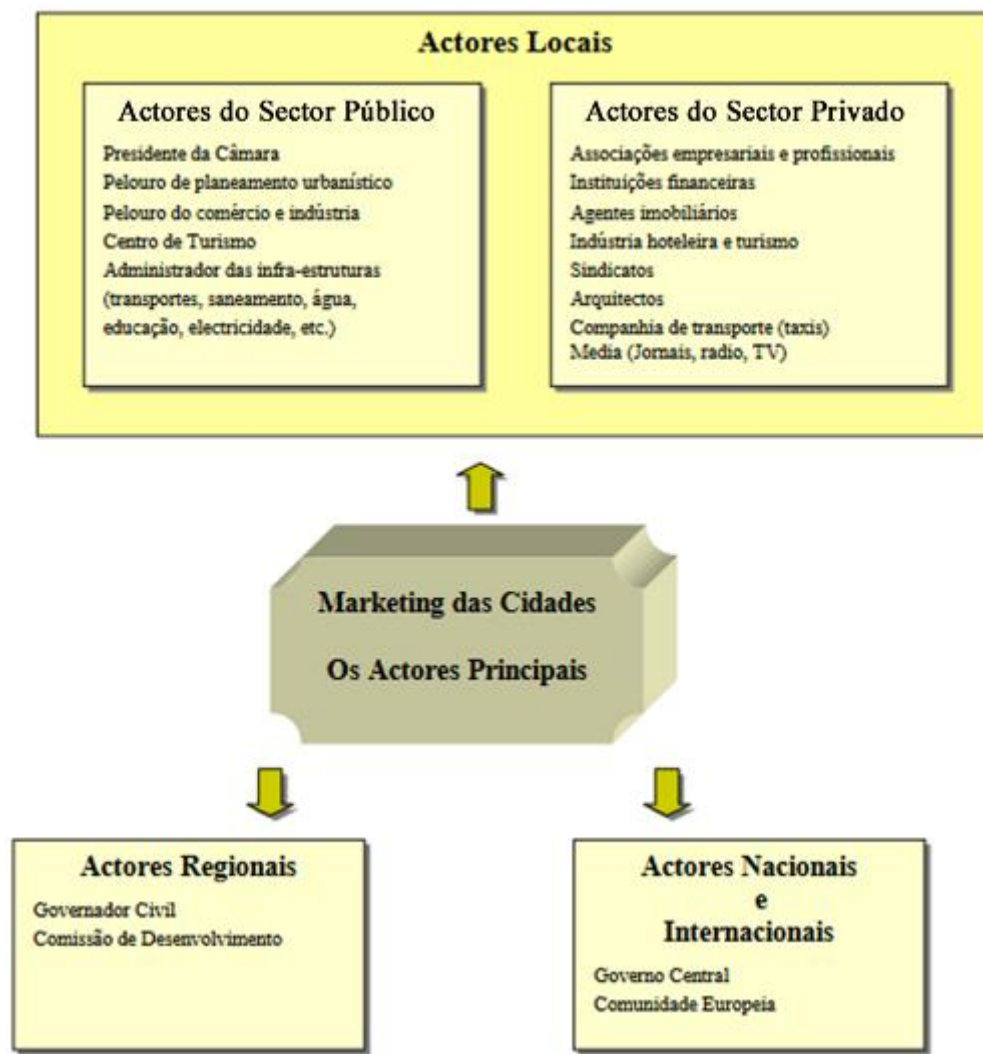 Actores Locais
Actores do Sector Público
Presidente da Câmara
Pelouro de planeamento urbanístico
Pelouro do comércio e indústria
Centro de Turismo
Administrador das infra-estruturas
(transportes, saneamento, água,
educação, electricidade, etc.)
Actores do Sector Privado
Associações empresariais e profissionais
Instituições financeiras
Agentes imobiliários
Indústria hoteleira e turismo
Sindicatos
Arquitectos
Companhia de transporte (taxis)
Media (Jornais, radio, TV)
Marketing das Cidades
Os Actores Principais
Actores Regionais
Governador Civil
Comissão de Desenvolvimento
Actores Nacionais
e
Internacionais
Governo Central
Comunidade Europeia